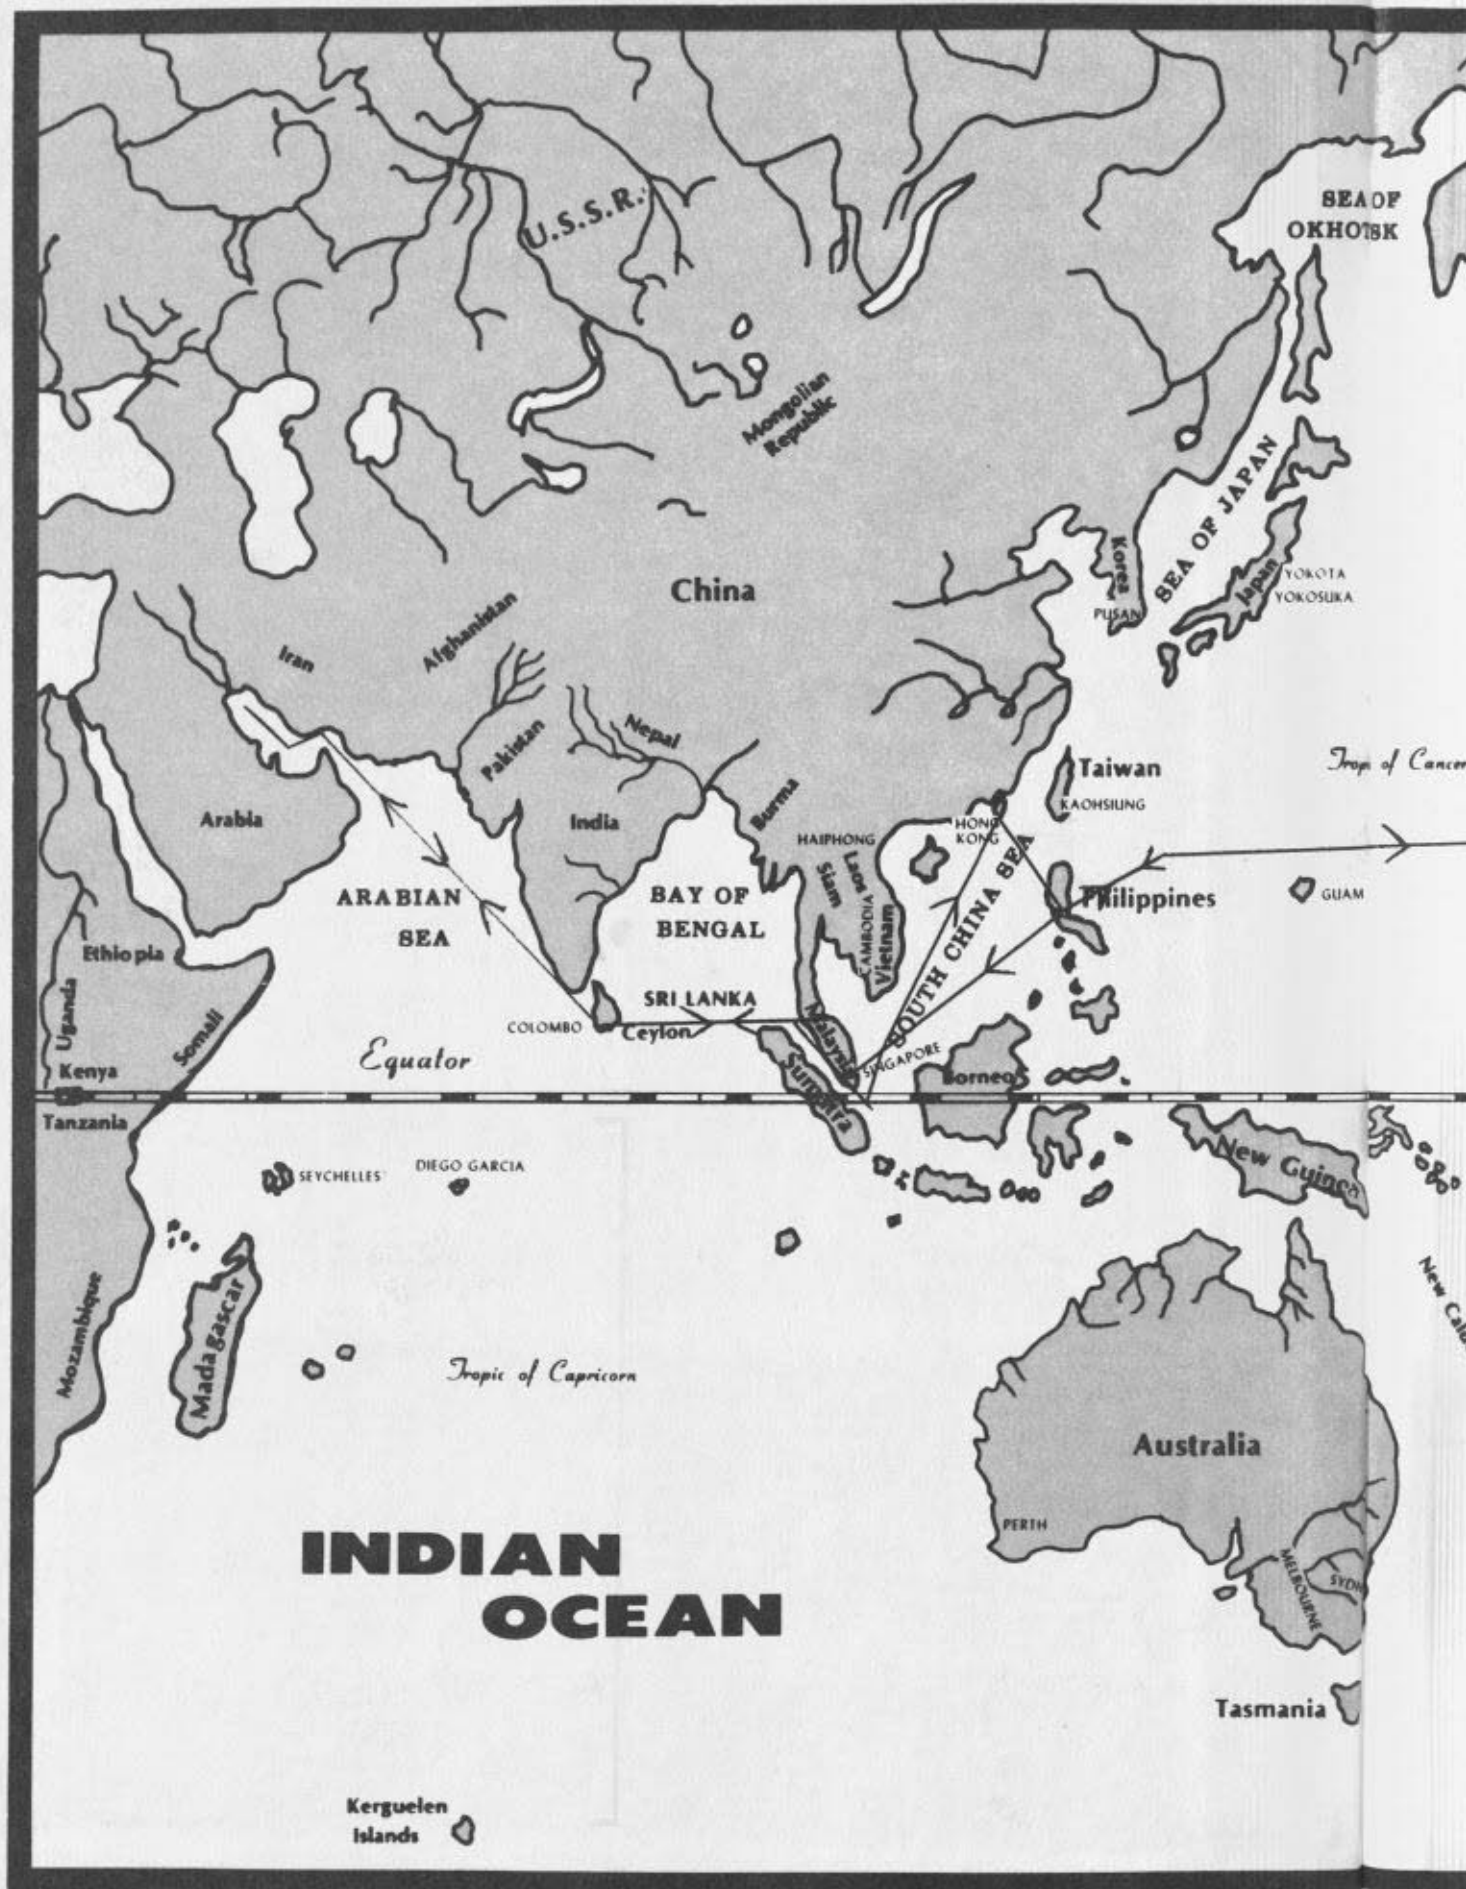 U.S.S.R.
SEA OF
OKHOTSK
Mongolian
Republic
SEA OF JAPAN
China
Korea
PUSAN
Japan
YOKOTA
YOKOSUKA
Iran
Afghanistan
Pakistan
Nepal
India
Burma
Arabia
Taiwan
KAOHSIUNG
Tropi of Cancer
HONG
KONG
HAIPHONG
Laos
Siam
CAMBODIA
Vietnam
SOUTH CHINA SEA
Philippines
GUAM
ARABIAN
SEA
BAY OF
BENGAL
Ethiopia
Uganda
Somali
Kenya
Tanzania
SRI LANKA
COLOMBO
Ceylon
Equator
Malaysia
SINGAPORE
Sumatra
Borneo
New Guinea
SEYCHELLES
DIEGO GARCIA
Mozambique
Madagascar
Tropic of Capricorn
New
Australia
PERTH
MELBOURNE
INDIAN
OCEAN
Tasmania
Kerguelen
Islands